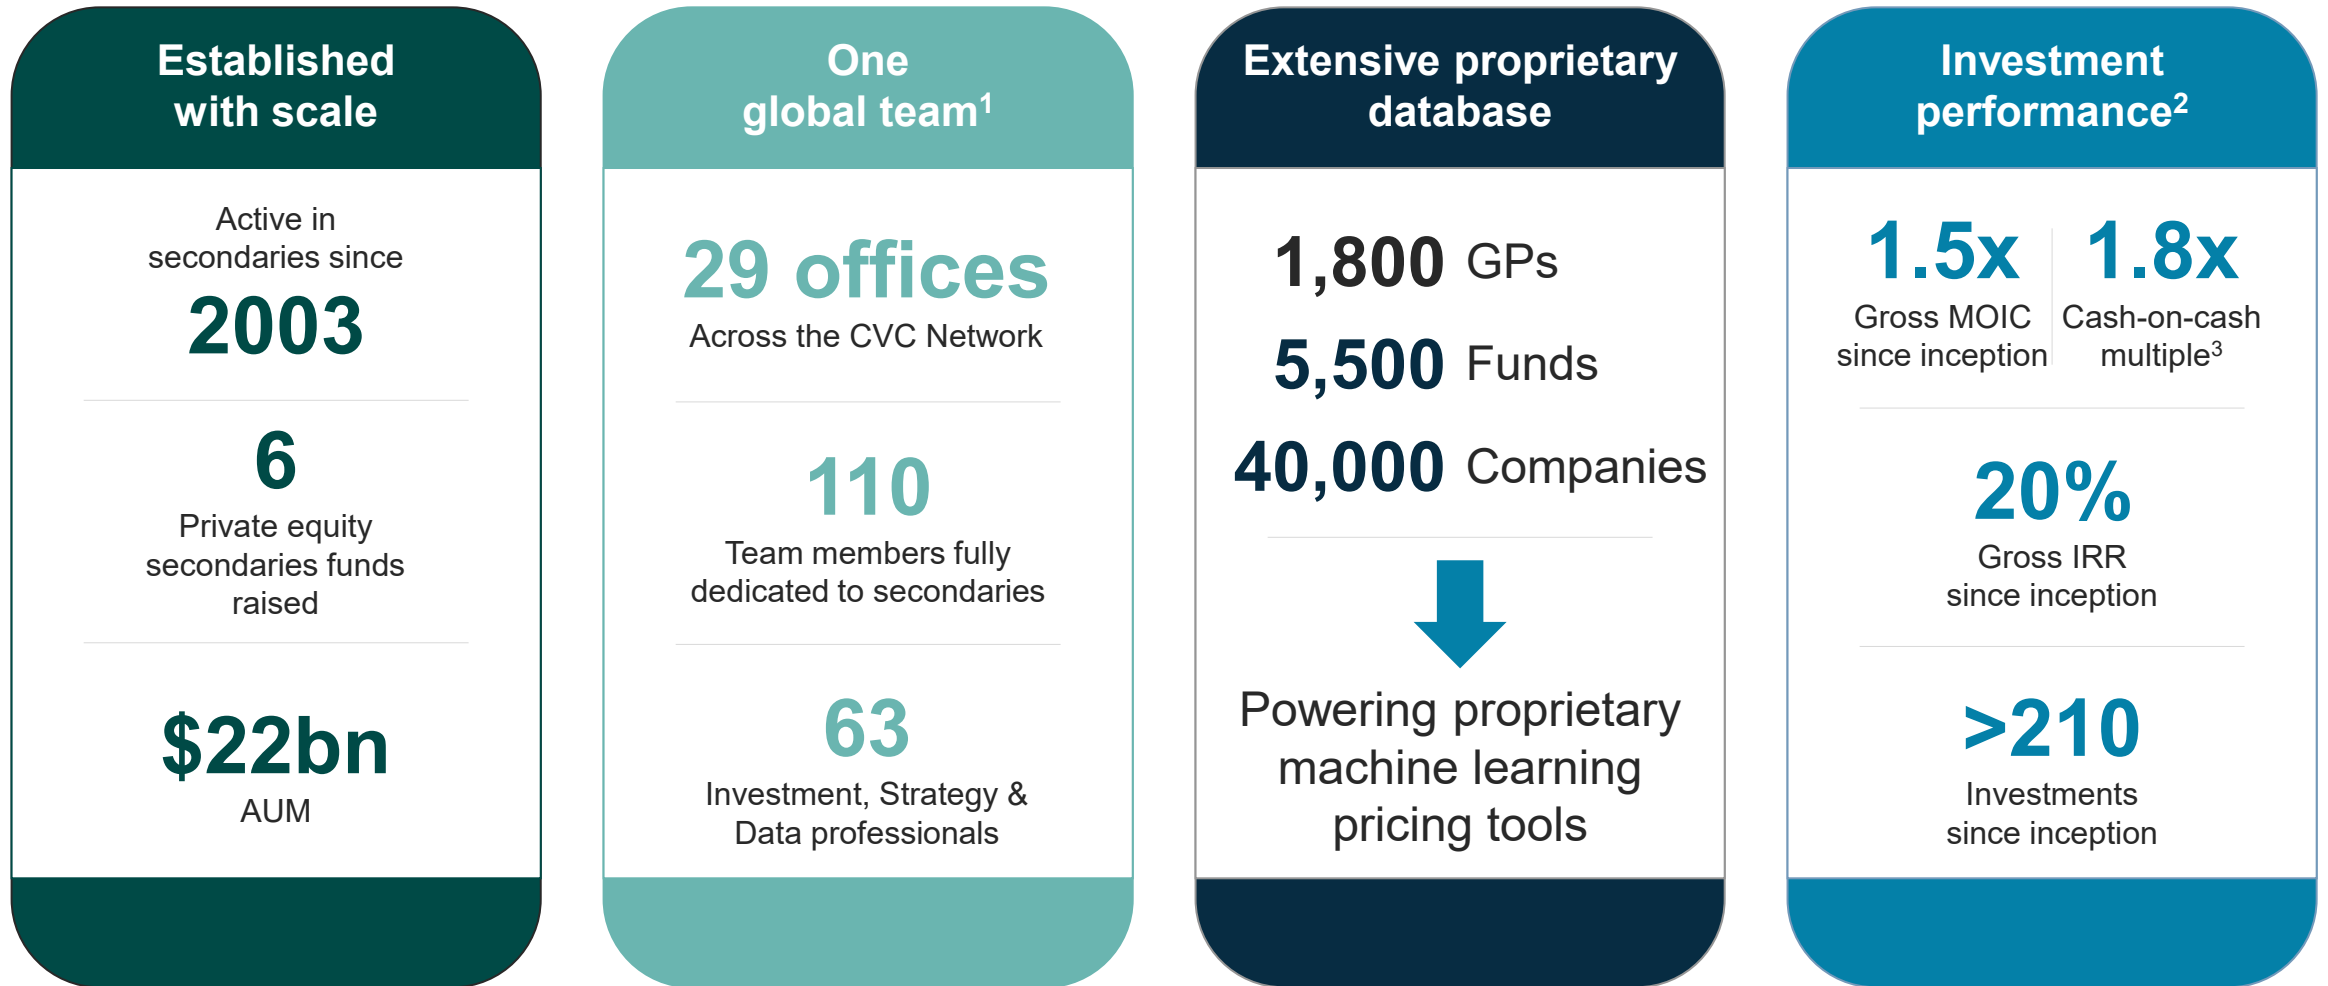 Established
with scale
Active in
secondaries since
2003
6
Private equity
secondaries funds
raised
$22bn
AUM
One
global team¹
29 offices
Across the CVC Network
110
Team members fully
dedicated to secondaries
63
Investment, Strategy &
Data professionals
Extensive proprietary
database
1,800 GPs
5,500 Funds
40,000 Companies
Powering proprietary
machine learning
pricing tools
Investment
performance²
1.5x
Gross MOIC
since inception
1.8x
Cash-on-cash
multiple³
20%
Gross IRR
since inception
>210
Investments
since inception